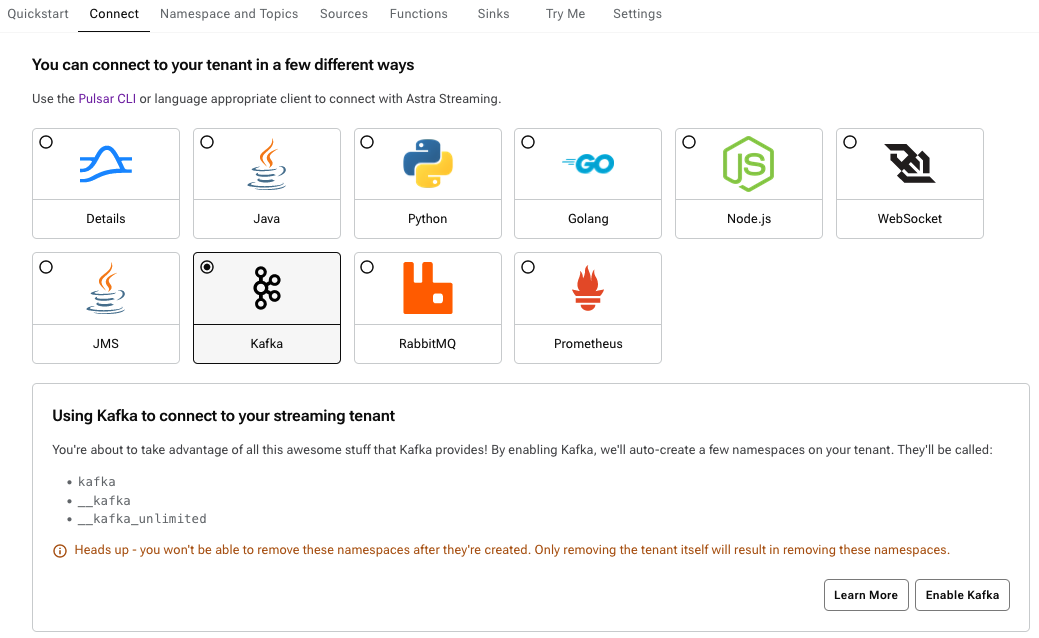 Quickstart Connect Namespace and Topics Sources Functions Sinks Try Me Settings
You can connect to your tenant in a few different ways
Use the Pulsar CLI or language appropriate client to connect with Astra Streaming.
GO JS
Details Java Python Golang Node.js WebSocket
JMS Kafka RabbitMQ Prometheus
Using Kafka to connect to your streaming tenant
You're about to take advantage of all this awesome stuff that Kafka provides! By enabling Kafka, we'll auto-create a few namespaces on your tenant. They'll be called:
• kafka
• __kafka
• __kafka_unlimited
Heads up - you won't be able to remove these namespaces after they're created. Only removing the tenant itself will result in removing these namespaces.
Learn More Enable Kafka